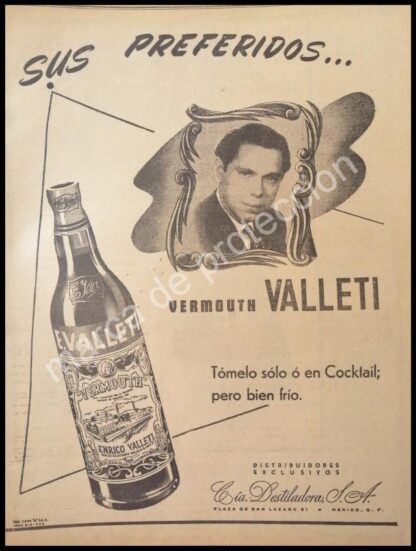 SUS PREFERIDOS...
marca de protección
VERMOUTH VALLETI
E. VALLETI
VERMOUTH
ENRICO VALLETI
Tómelo sólo ó en Cocktail;
pero bien frío.
DISTRIBUIDORES
EXCLUSIVOS
Cía. Destiladora, S.A.
PLAZA DE SAN LAZARO 21 • MEXICO, D. F.